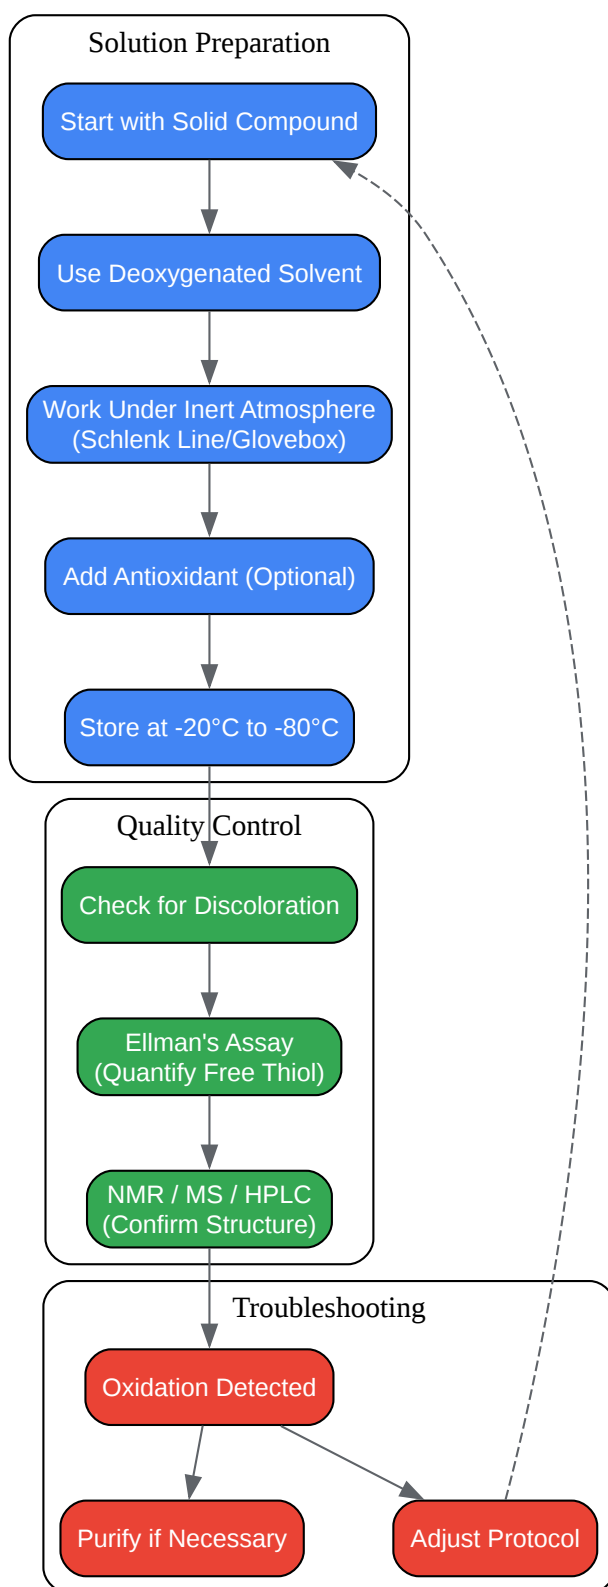 Solution Preparation
Start with Solid Compound
Use Deoxygenated Solvent
Work Under Inert Atmosphere
(Schlenk Line/Glovebox)
Add Antioxidant (Optional)
Store at -20°C to -80°C
Quality Control
Check for Discoloration
Ellman's Assay
(Quantify Free Thiol)
NMR / MS / HPLC
(Confirm Structure)
Troubleshooting
Oxidation Detected
Purify if Necessary
Adjust Protocol